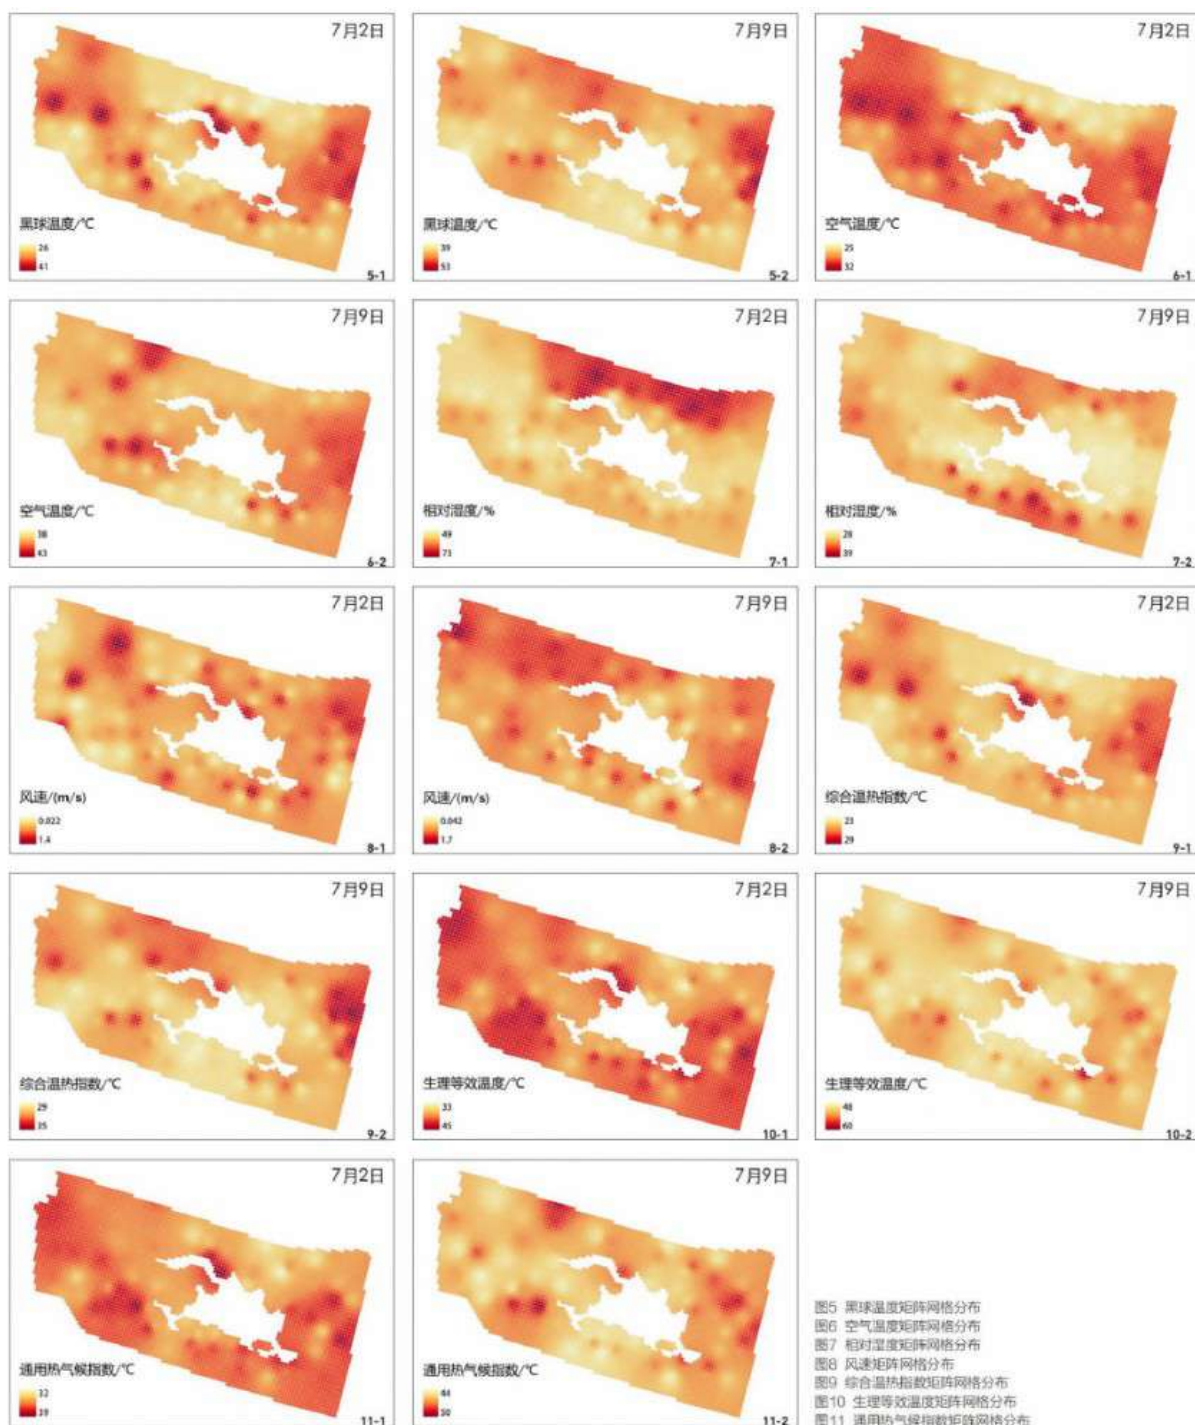 7月2日
黑球温度/℃
26
41
5-1
7月9日
黑球温度/℃
39
53
5-2
7月2日
空气温度/℃
25
32
6-1
7月9日
空气温度/℃
38
43
6-2
7月2日
相对湿度/%
49
73
7-1
7月9日
相对湿度/%
28
39
7-2
7月2日
风速/(m/s)
0.022
1.4
8-1
7月9日
风速/(m/s)
0.042
1.7
8-2
7月2日
综合温热指数/℃
23
29
9-1
7月9日
综合温热指数/℃
29
35
9-2
7月2日
生理等效温度/℃
33
45
10-1
7月9日
生理等效温度/℃
48
60
10-2
7月2日
通用热气候指数/℃
32
39
11-1
7月9日
通用热气候指数/℃
44
50
11-2
图5 黑球温度矩阵网格分布
图6 空气温度矩阵网格分布
图7 相对湿度矩阵网格分布
图8 风速矩阵网格分布
图9 综合温热指数矩阵网格分布
图10 生理等效温度矩阵网格分布
图11 通用热气候指数矩阵网格分布